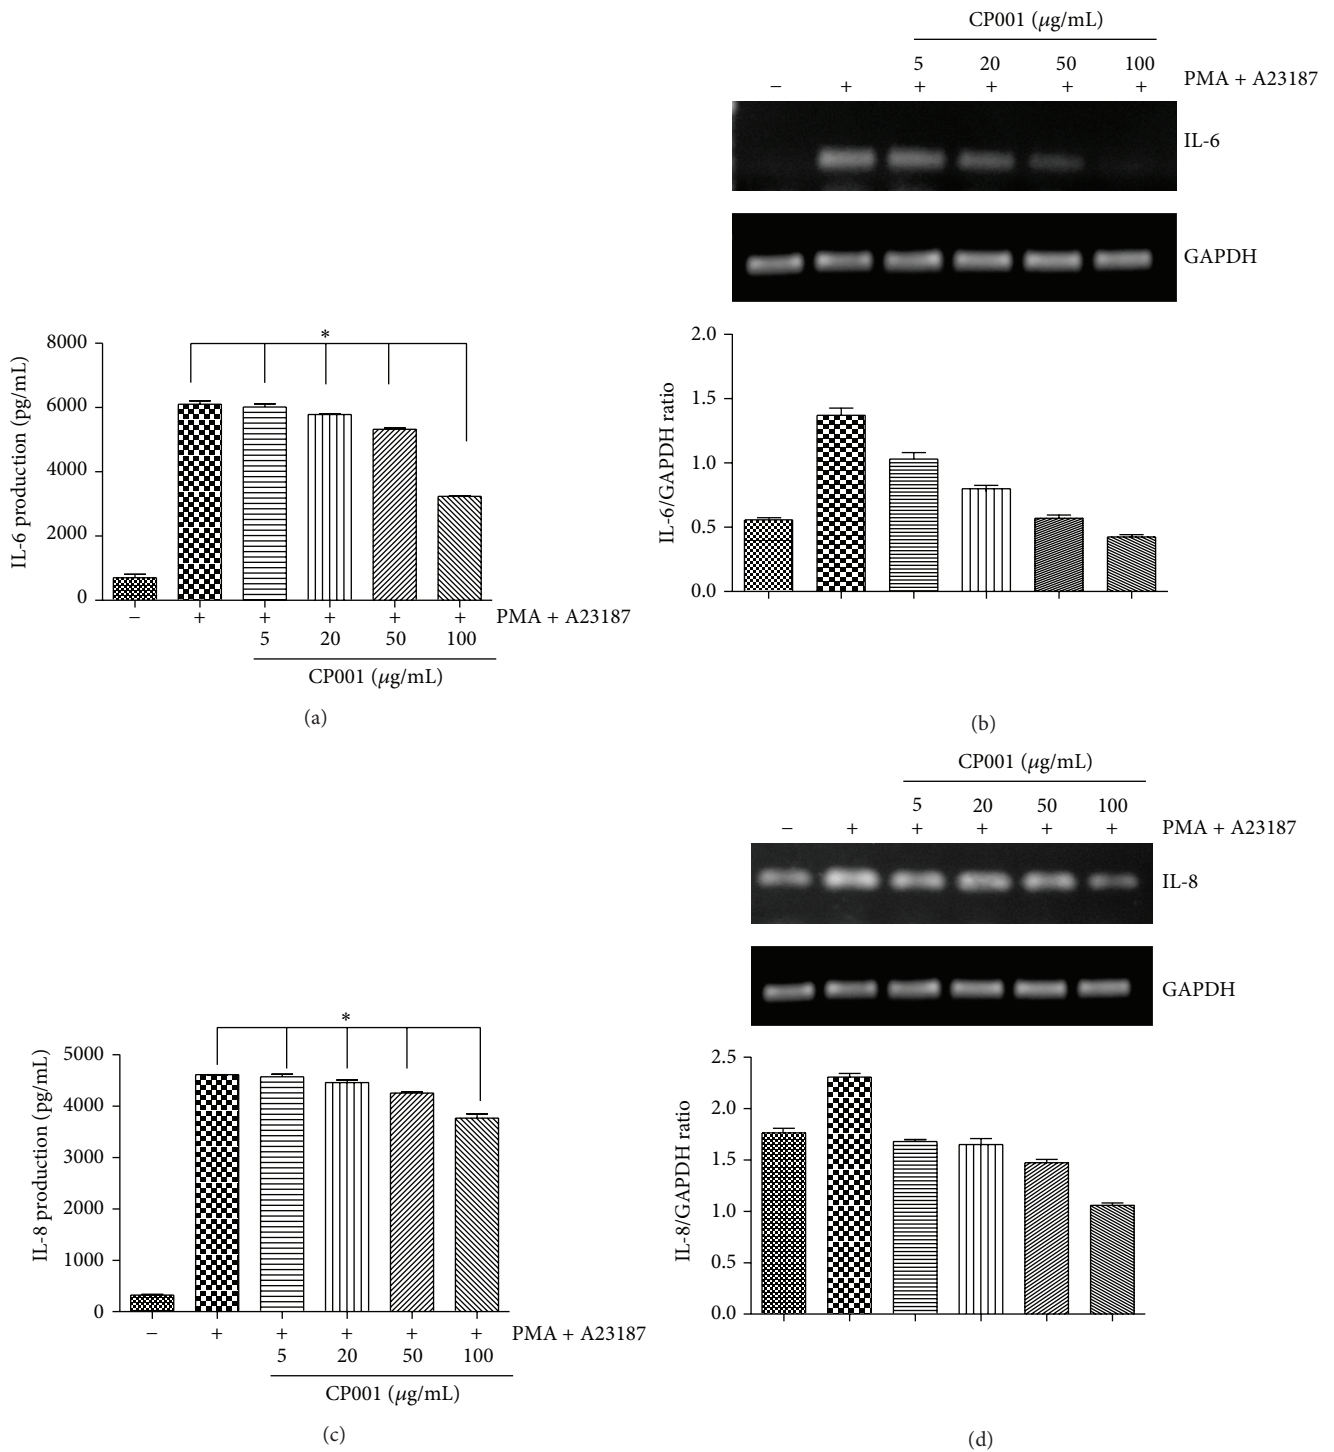 CP001 (μg/mL)
5 20 50 100
− + + + + + PMA + A23187
IL-6
GAPDH
*
IL-6 production (pg/mL)
8000
6000
4000
2000
0
− + + + + + PMA + A23187
5 20 50 100
CP001 (μg/mL)
(a)
IL-6/GAPDH ratio
2.0
1.5
1.0
0.5
0.0
(b)
CP001 (μg/mL)
5 20 50 100
− + + + + + PMA + A23187
IL-8
GAPDH
*
IL-8 production (pg/mL)
5000
4000
3000
2000
1000
0
− + + + + + PMA + A23187
5 20 50 100
CP001 (μg/mL)
(c)
IL-8/GAPDH ratio
2.5
2.0
1.5
1.0
0.5
0.0
(d)